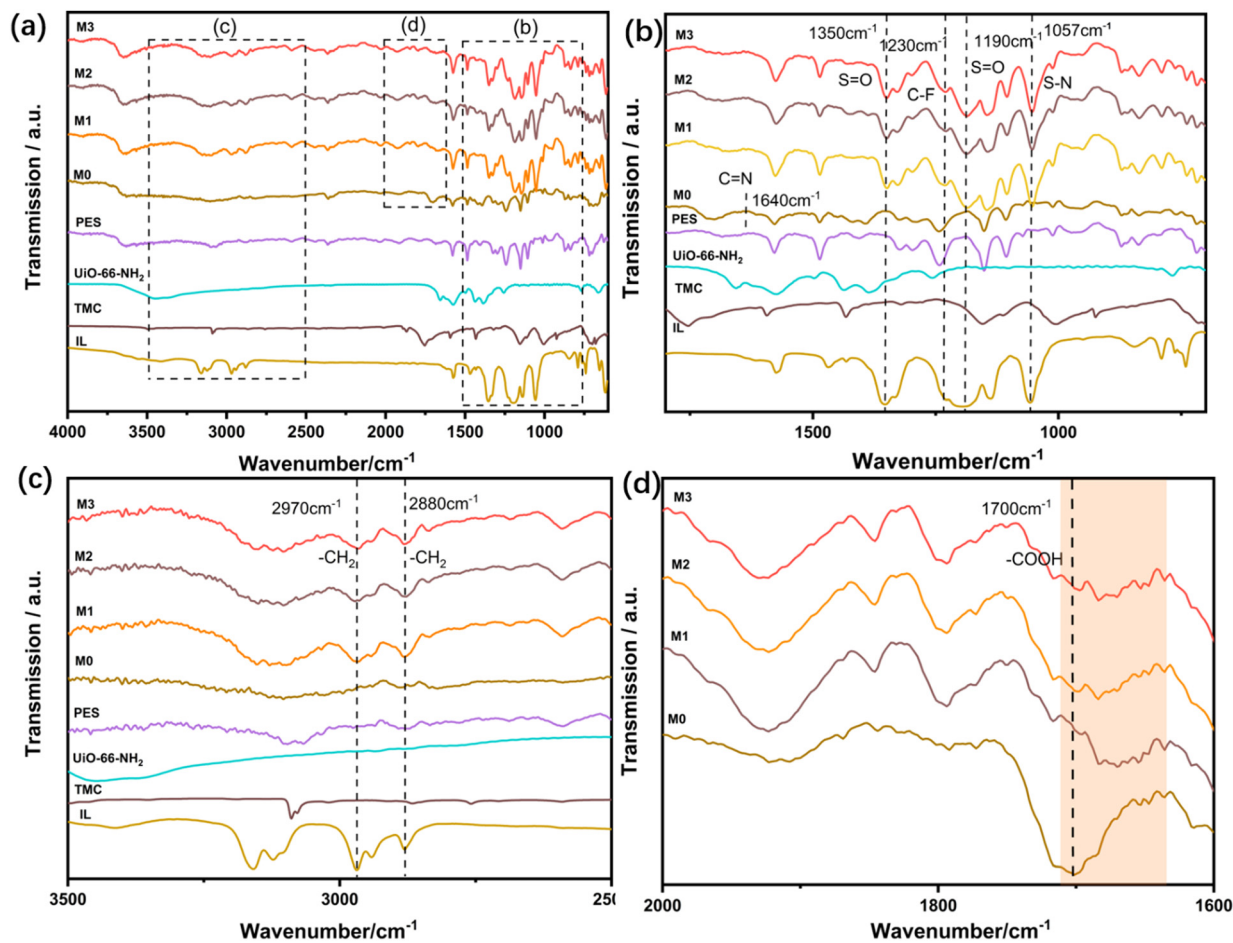 (a)
M3
(c)
(d)
(b)
M2
M1
M0
PES
UiO-66-NH2
TMC
IL
Transmission / a.u.
4000 3500 3000 2500 2000 1500 1000
Wavenumber/cm-1
(b)
M3
1350cm-1
1230cm-1
1190cm-1
1057cm-1
S=O
C-F
S=O
S-N
M2
M1
C=N
1640cm-1
M0
PES
UiO-66-NH2
TMC
IL
Transmission / a.u.
1500 1000
Wavenumber/cm-1
(c)
M3
2970cm-1
2880cm-1
-CH2
-CH2
M2
M1
M0
PES
UiO-66-NH2
TMC
IL
Transmission / a.u.
3500 3000 250
Wavenumber/cm-1
(d)
M3
1700cm-1
-COOH
M2
M1
M0
Transmission / a.u.
2000 1800 1600
Wavenumber/cm-1